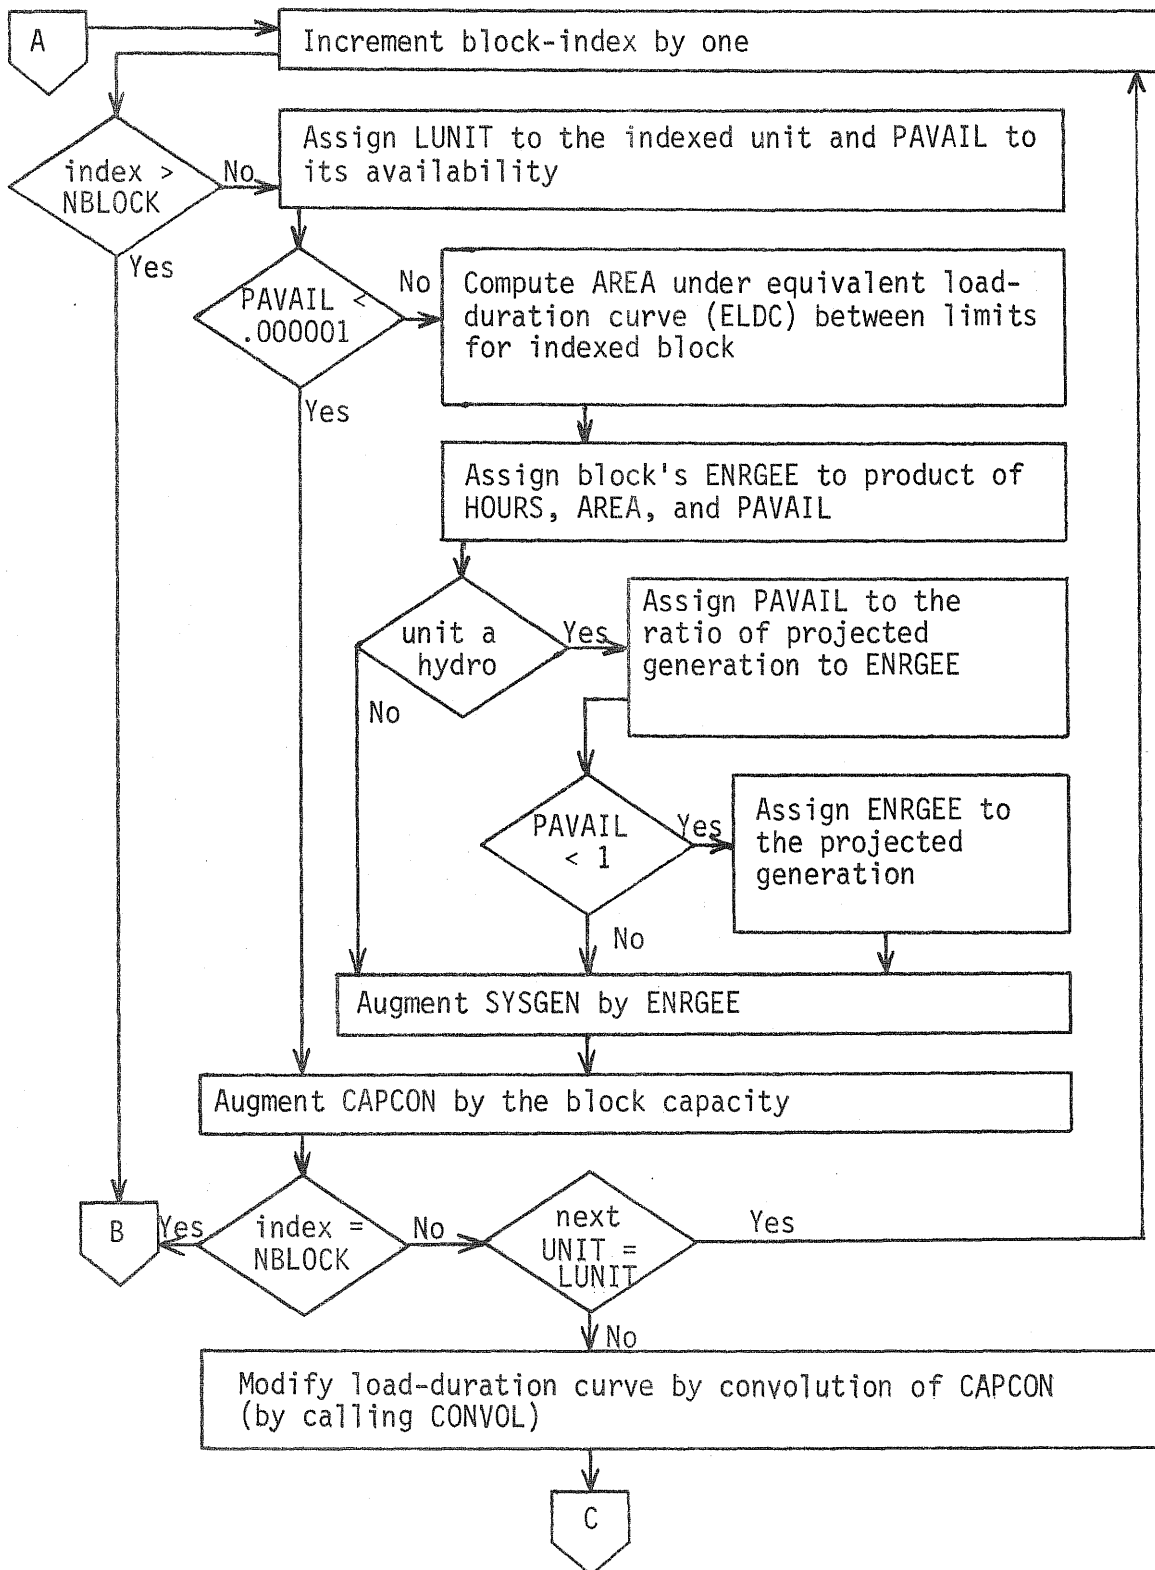 A
Increment block-index by one
Assign LUNIT to the indexed unit and PAVAIL to
its availability
index >
NBLOCK
No
Yes
PAVAIL <
.000001
No
Yes
Compute AREA under equivalent load-
duration curve (ELDC) between limits
for indexed block
Assign block's ENRGEE to product of
HOURS, AREA, and PAVAIL
unit a
hydro
Yes
No
Assign PAVAIL to the
ratio of projected
generation to ENRGEE
PAVAIL
< 1
Yes
No
Assign ENRGEE to
the projected
generation
Augment SYSGEN by ENRGEE
Augment CAPCON by the block capacity
B
Yes
index =
NBLOCK
No
next
UNIT =
LUNIT
Yes
No
Modify load-duration curve by convolution of CAPCON
(by calling CONVOL)
C